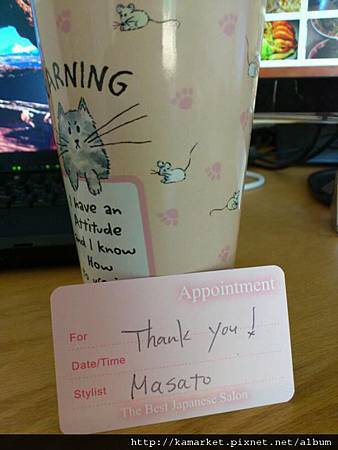 WARNING
I have an
Attitude
and I know
How
Appointment
For Thank you!
Date/Time
Stylist Masato
The Best Japanese Salon
http://kamarket.pixnet.net/album